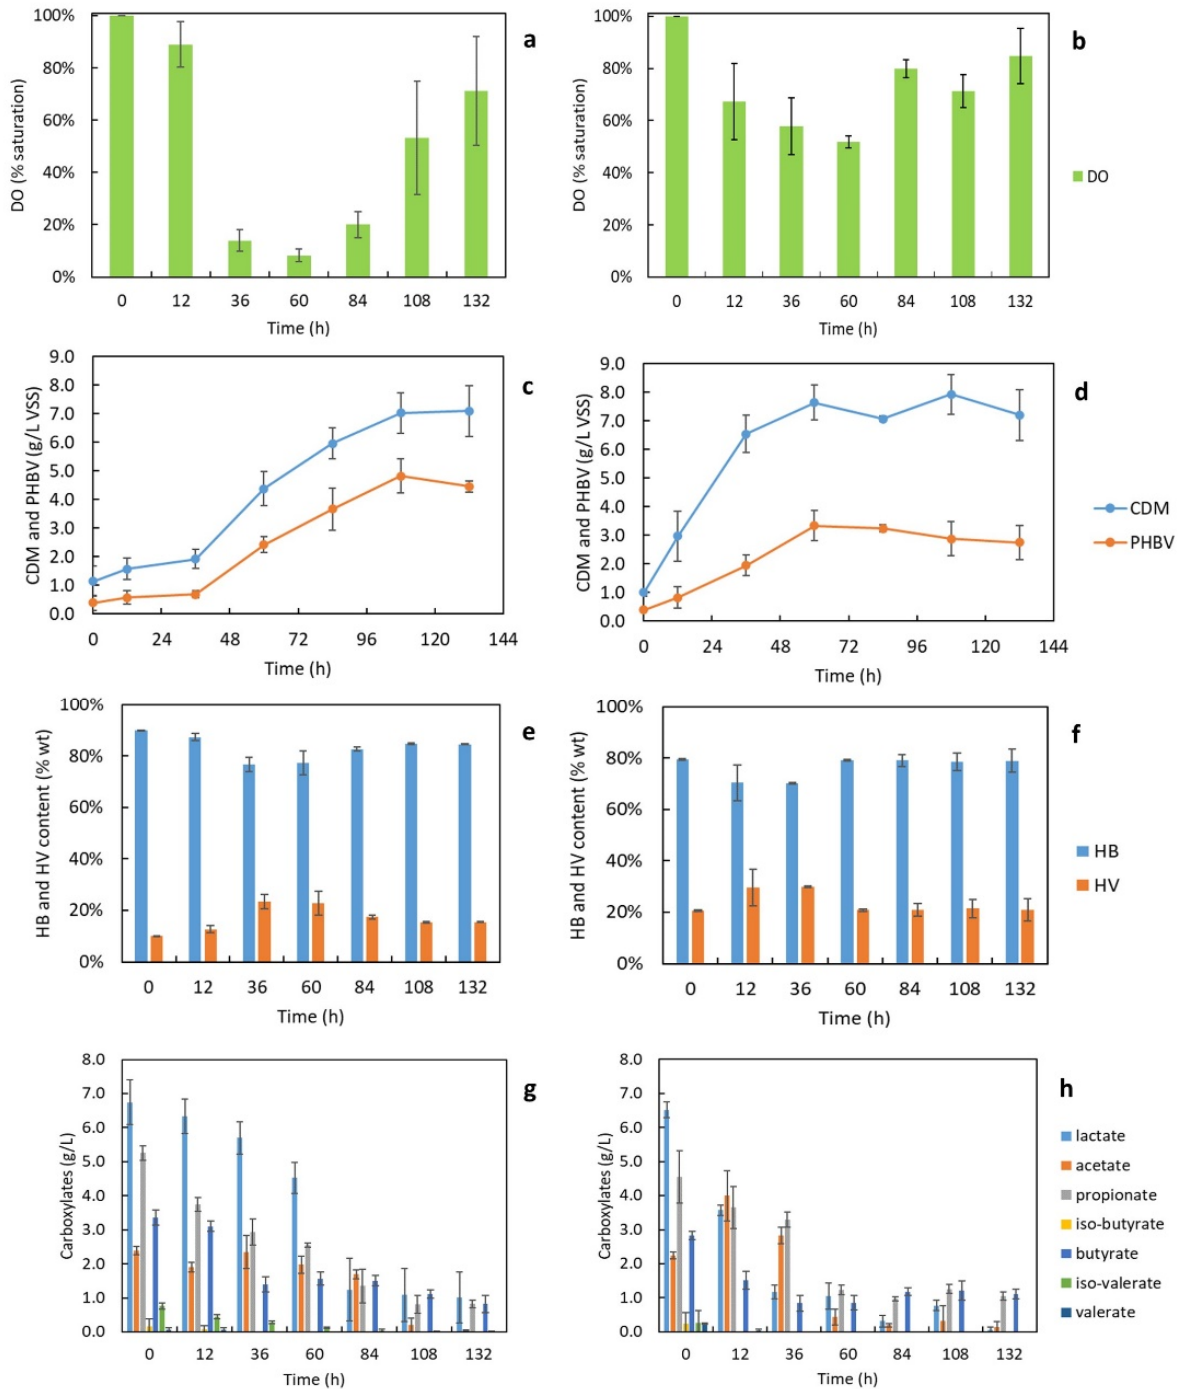 a
100%
80%
60%
40%
20%
0%
DO (% saturation)
0 12 36 60 84 108 132
Time (h)
b
100%
80%
60%
40%
20%
0%
DO (% saturation)
0 12 36 60 84 108 132
Time (h)
DO
c
9.0
8.0
7.0
6.0
5.0
4.0
3.0
2.0
1.0
0.0
CDM and PHBV (g/L VSS)
0 24 48 72 96 120 144
Time (h)
d
9.0
8.0
7.0
6.0
5.0
4.0
3.0
2.0
1.0
0.0
CDM and PHBV (g/L VSS)
0 24 48 72 96 120 144
Time (h)
CDM
PHBV
e
100%
80%
60%
40%
20%
0%
HB and HV content (% wt)
0 12 36 60 84 108 132
Time (h)
f
100%
80%
60%
40%
20%
0%
HB and HV content (% wt)
0 12 36 60 84 108 132
Time (h)
HB
HV
g
8.0
7.0
6.0
5.0
4.0
3.0
2.0
1.0
0.0
Carboxylates (g/L)
0 12 36 60 84 108 132
Time (h)
h
8.0
7.0
6.0
5.0
4.0
3.0
2.0
1.0
0.0
Carboxylates (g/L)
0 12 36 60 84 108 132
Time (h)
lactate
acetate
propionate
iso-butyrate
butyrate
iso-valerate
valerate